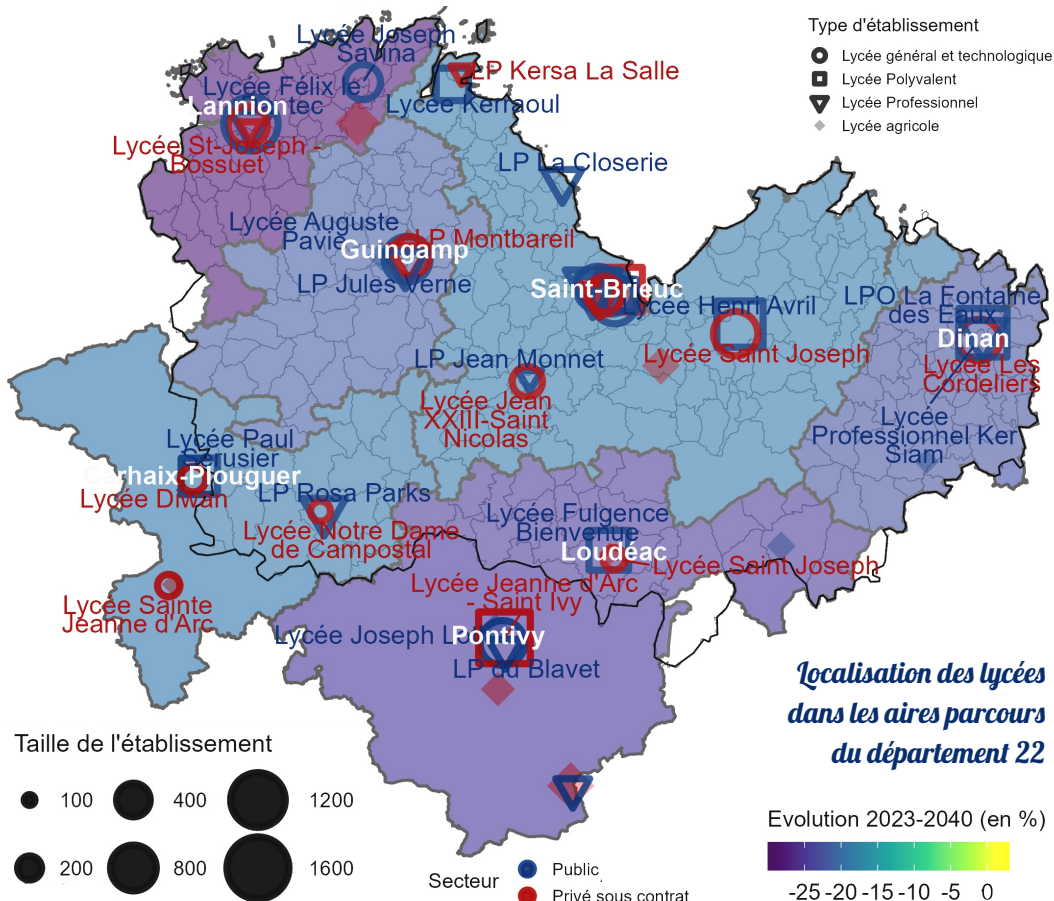 Type d'établissement
Lycée général et technologique
Lycée Polyvalent
Lycée Professionnel
Lycée agricole
Lycée Joseph
Savina
LP Kersa La Salle
Lycée Félix le
Lannion
Lycée Kerraoul
Lycée St-Joseph -
Bossuet
LP La Closerie
Lycée Auguste
Pavie
LP Montbareil
Guingamp
LP Jules Verne
Saint-Brieuc
Lycée Henri Avril
LPO La Fontaine
des Eaux
Dinan
LP Jean Monnet
Lycée Saint Joseph
Lycée Les
Cordeliers
Lycée Jean
XXIII-Saint
Nicolas
Lycée
Professionnel Ker
Siam
Lycée Paul
Sérusier
Carhaix-Plouguer
Lycée Diwan
LP Rosa Parks
Lycée Notre Dame
de Campostal
Lycée Fulgence
Bienvenue
Loudéac
Lycée Saint Joseph
Lycée Jeanne d'Arc
- Saint Ivy
Lycée Sainte
Jeanne d'Arc
Lycée Joseph
Pontivy
LP du Blavet
Localisation des lycées
dans les aires parcours
du département 22
Taille de l'établissement
100 400 1200
200 800 1600
Secteur
Public
Privé sous contrat
Evolution 2023-2040 (en %)
-25 -20 -15 -10 -5 0